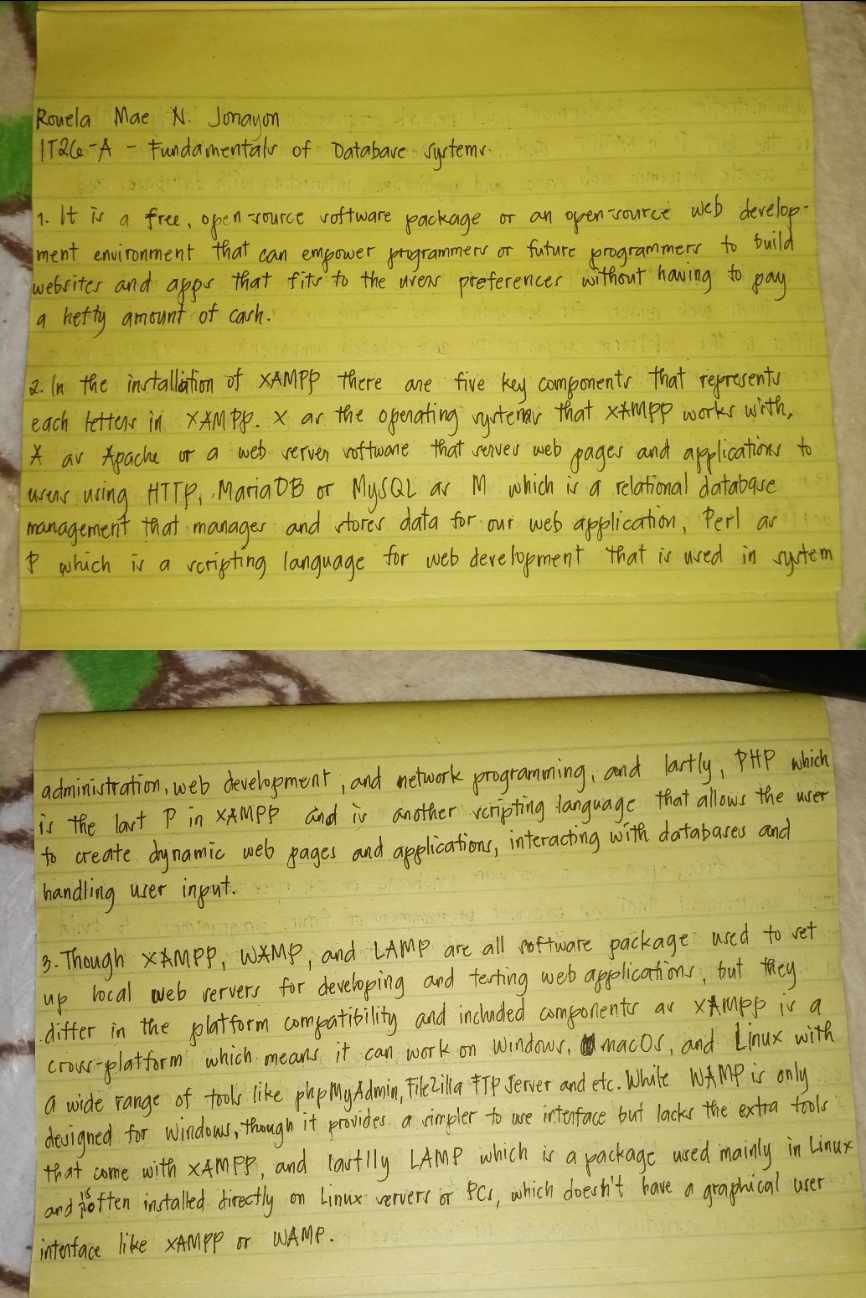 Rouela Mae N. Jonayon
IT26-A - Fundamentals of Database Systems
1. It is a free, open-source software package or an open-source web develop-
ment environment that can empower programmers or future programmers to build
websites and apps that fits to the users preferences without having to pay
a hefty amount of cash.
2. In the installation of XAMPP there are five key components that represents
each letters in XAMPP. X as the operating systems that XAMPP works with,
A as Apache or a web server software that serves web pages and applications to
users using HTTP, MariaDB or MySQL as M which is a relational database
management that manages and stores data for our web application, Perl as
P which is a scripting language for web development that is used in system
administration, web development, and network programming, and lastly, PHP which
is the last P in XAMPP and is another scripting language that allows the user
to create dynamic web pages and applications, interacting with databases and
handling user input.
3. Though XAMPP, WAMP, and LAMP are all software package used to set
up local web servers for developing and testing web applications, but they
differ in the platform compatibility and included components as XAMPP is a
cross-platform which means it can work on Windows, macOS, and Linux with
a wide range of tools like phpMyAdmin, FileZilla FTP Server and etc. While WAMP is only
designed for Windows, though it provides a simpler to use interface but lacks the extra tools
that come with XAMPP, and lastlly LAMP which is a package used mainly in Linux
and is often installed directly on Linux servers or PCs, which doesn't have a graphical user
interface like XAMPP or WAMP.